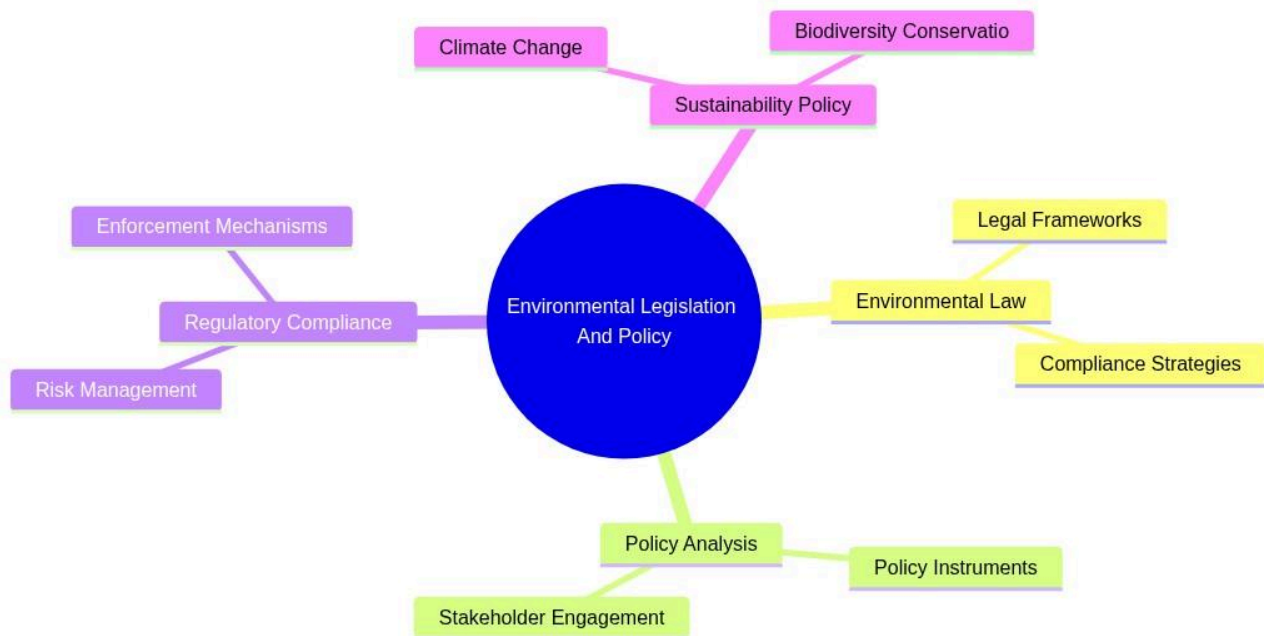 Biodiversity Conservatio
Climate Change
Sustainability Policy
Enforcement Mechanisms
Legal Frameworks
Environmental Legislation
And Policy
Environmental Law
Regulatory Compliance
Compliance Strategies
Risk Management
Policy Analysis
Policy Instruments
Stakeholder Engagement